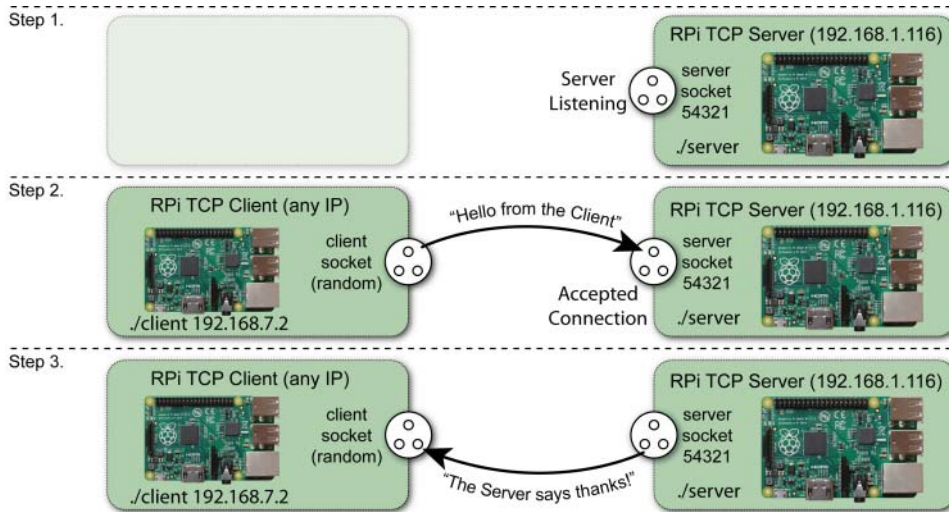 Step 1.
RPi TCP Server (192.168.1.116)
Server
Listening
server
socket
54321
./server
Step 2.
RPi TCP Client (any IP)
client
socket
(random)
./client 192.168.7.2
"Hello from the Client"
Accepted
Connection
RPi TCP Server (192.168.1.116)
server
socket
54321
./server
Step 3.
RPi TCP Client (any IP)
client
socket
(random)
./client 192.168.7.2
"The Server says thanks!"
RPi TCP Server (192.168.1.116)
server
socket
54321
./server